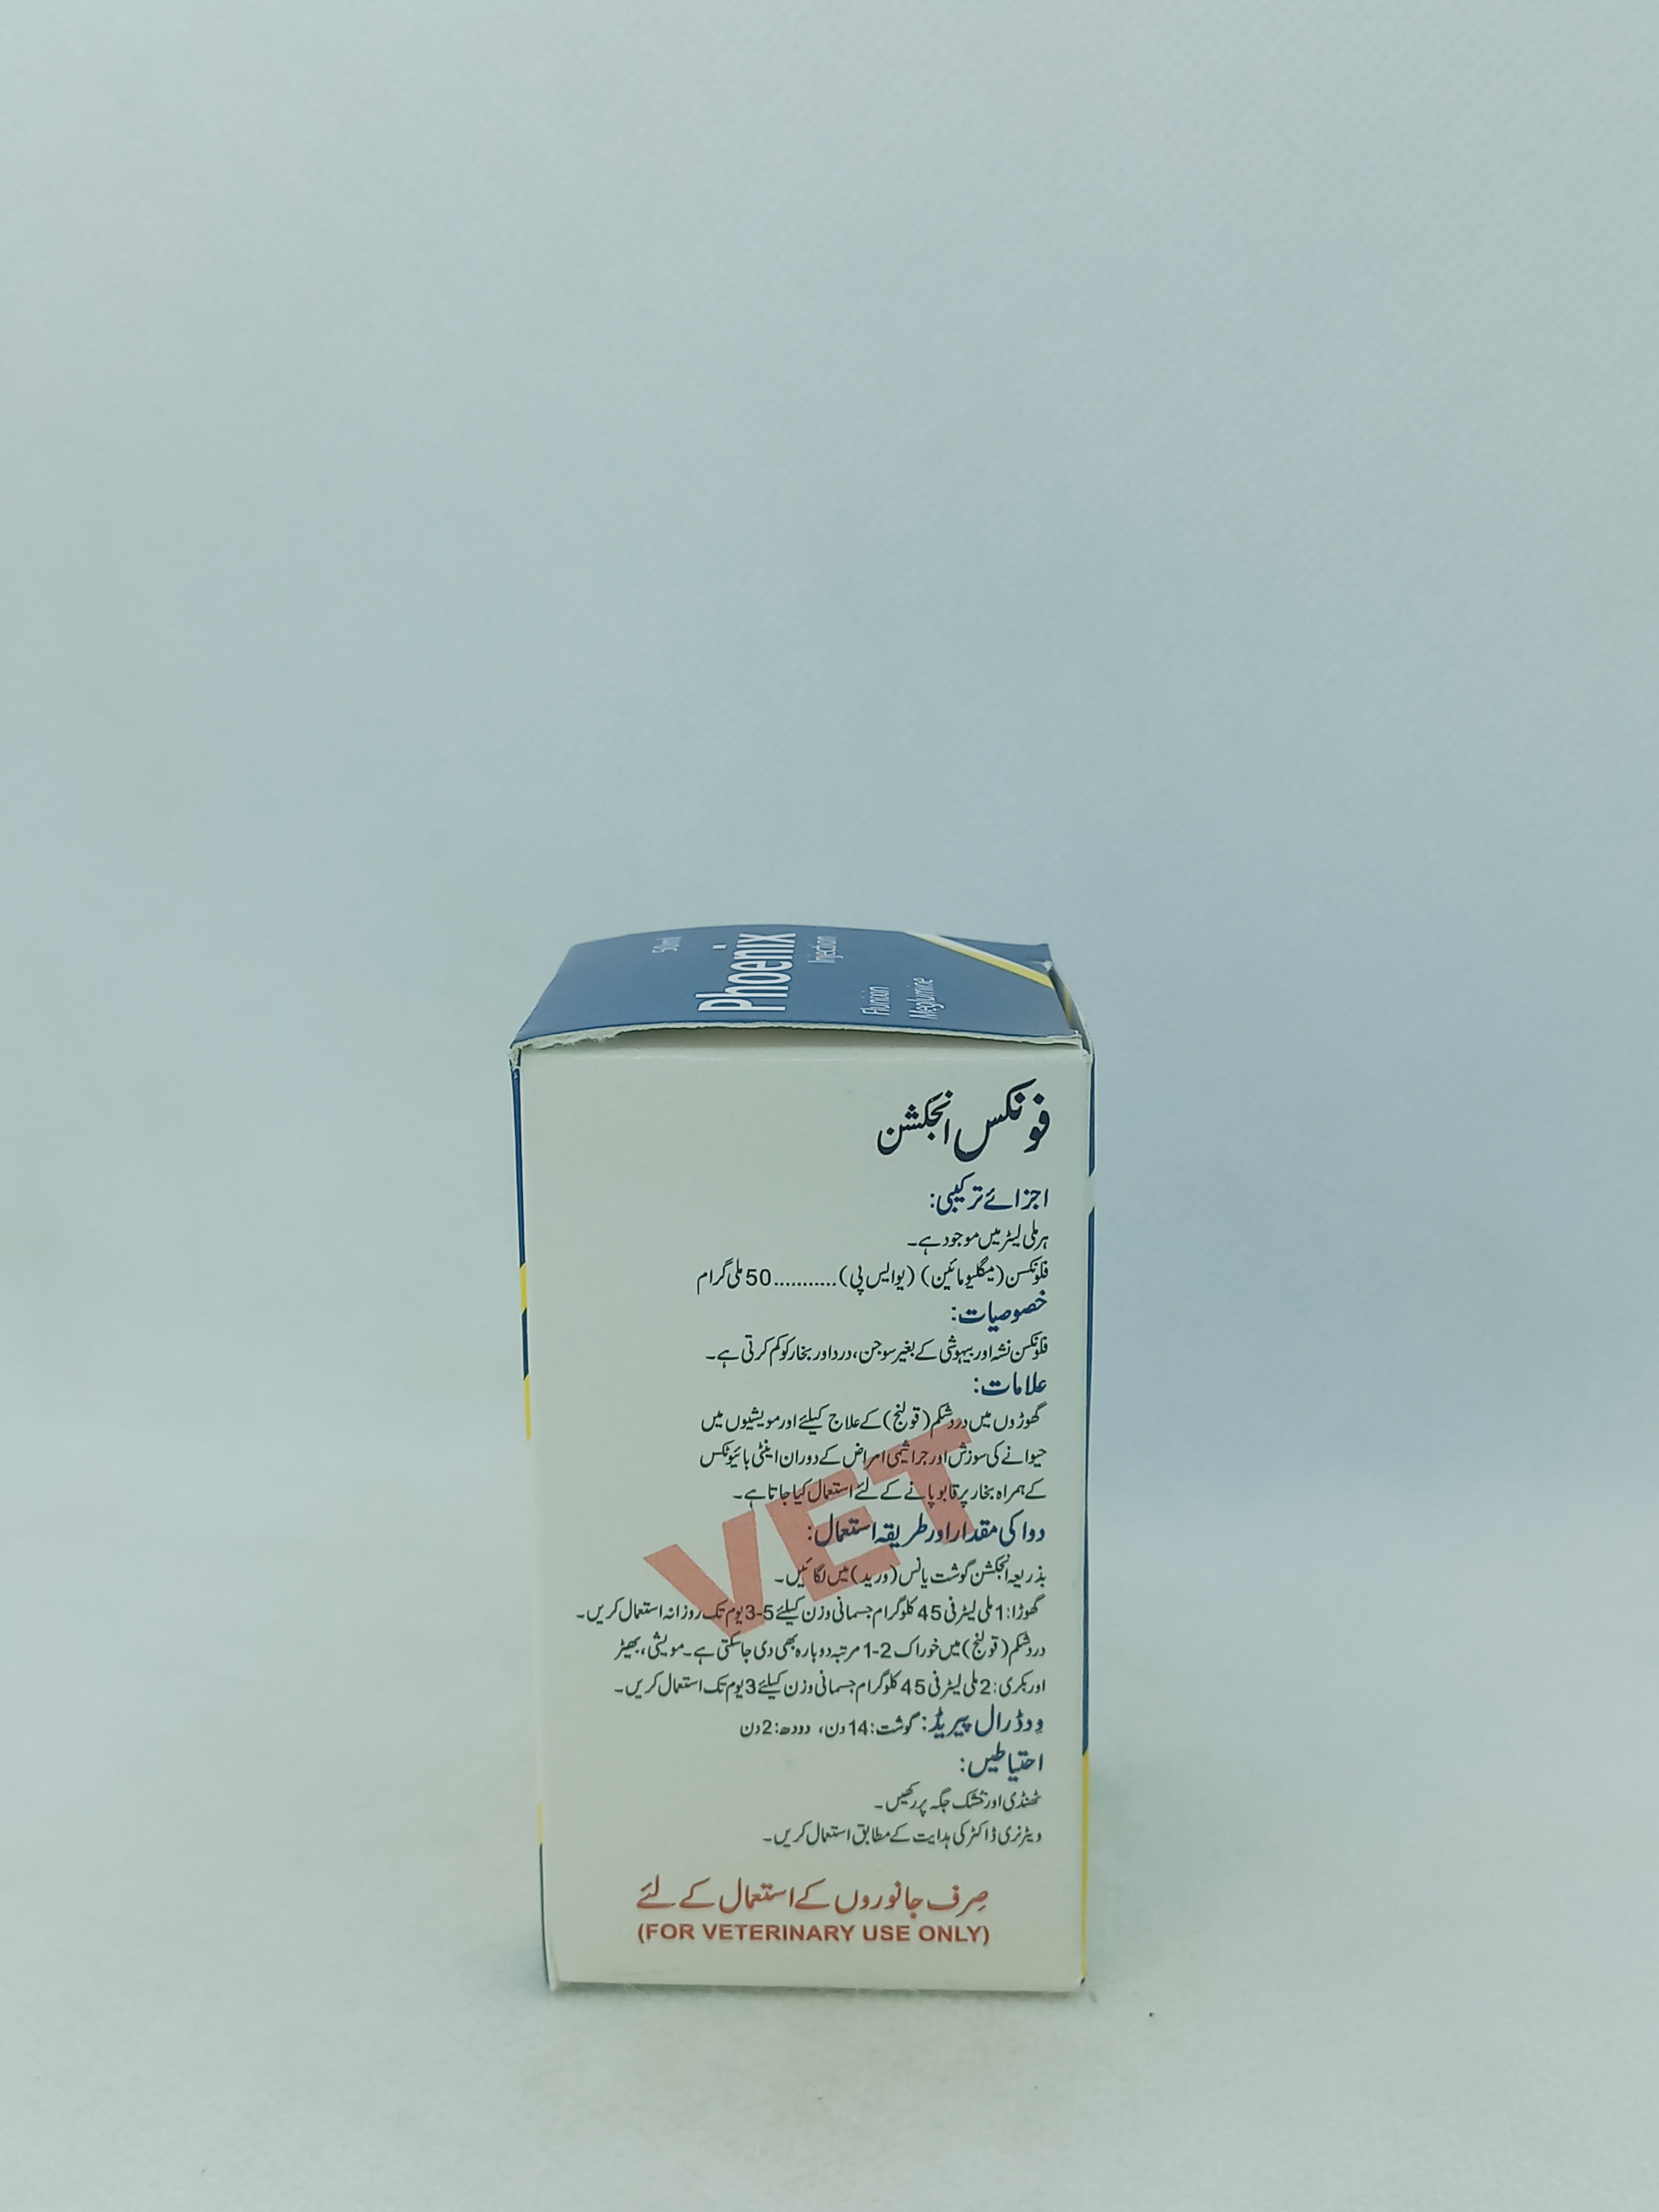 50ml
Phoenix
Injection
Flunixin
Meglumine
فونکس انجکشن
اجزائے ترکیبی:
ہر ملی لیٹر میں موجود ہے۔
فلونکسن (میگلیومائین) (یو ایس پی)...........50 ملی گرام
خصوصیات:
فلونکسن نشہ اور بیہوشی کے بغیر سوجن، درد اور بخار کو کم کرتی ہے۔
علامات:
گھوڑوں میں درد شکم (قولنج) کے علاج کیلئے اور مویشیوں میں
حیوانے کی سوزش اور جراثیمی امراض کے دوران اینٹی بائیوٹکس
کے ہمراہ بخار پر قابو پانے کے لئے استعمال کیا جاتا ہے۔
دوا کی مقدار اور طریقہ استعمال:
بذریعہ انجکشن گوشت یا نس (ورید) میں لگائیں۔
گھوڑا: 1 ملی لیٹر فی 45 کلوگرام جسمانی وزن کیلئے 5-3 یوم تک روزانہ استعمال کریں۔
درد شکم (قولنج) میں خوراک 2-1 مرتبہ دوبارہ بھی دی جاسکتی ہے۔ مویشی، بھیڑ
اور بکری: 2 ملی لیٹر فی 45 کلوگرام جسمانی وزن کیلئے 3 یوم تک استعمال کریں۔
وِدڈرال پیریڈ: گوشت: 14 دن، دودھ: 2 دن
احتیاطیں:
ٹھنڈی اور خشک جگہ پر رکھیں۔
ویٹرنری ڈاکٹر کی ہدایت کے مطابق استعمال کریں۔
VET
صِرف جانوروں کے استعمال کے لئے
(FOR VETERINARY USE ONLY)